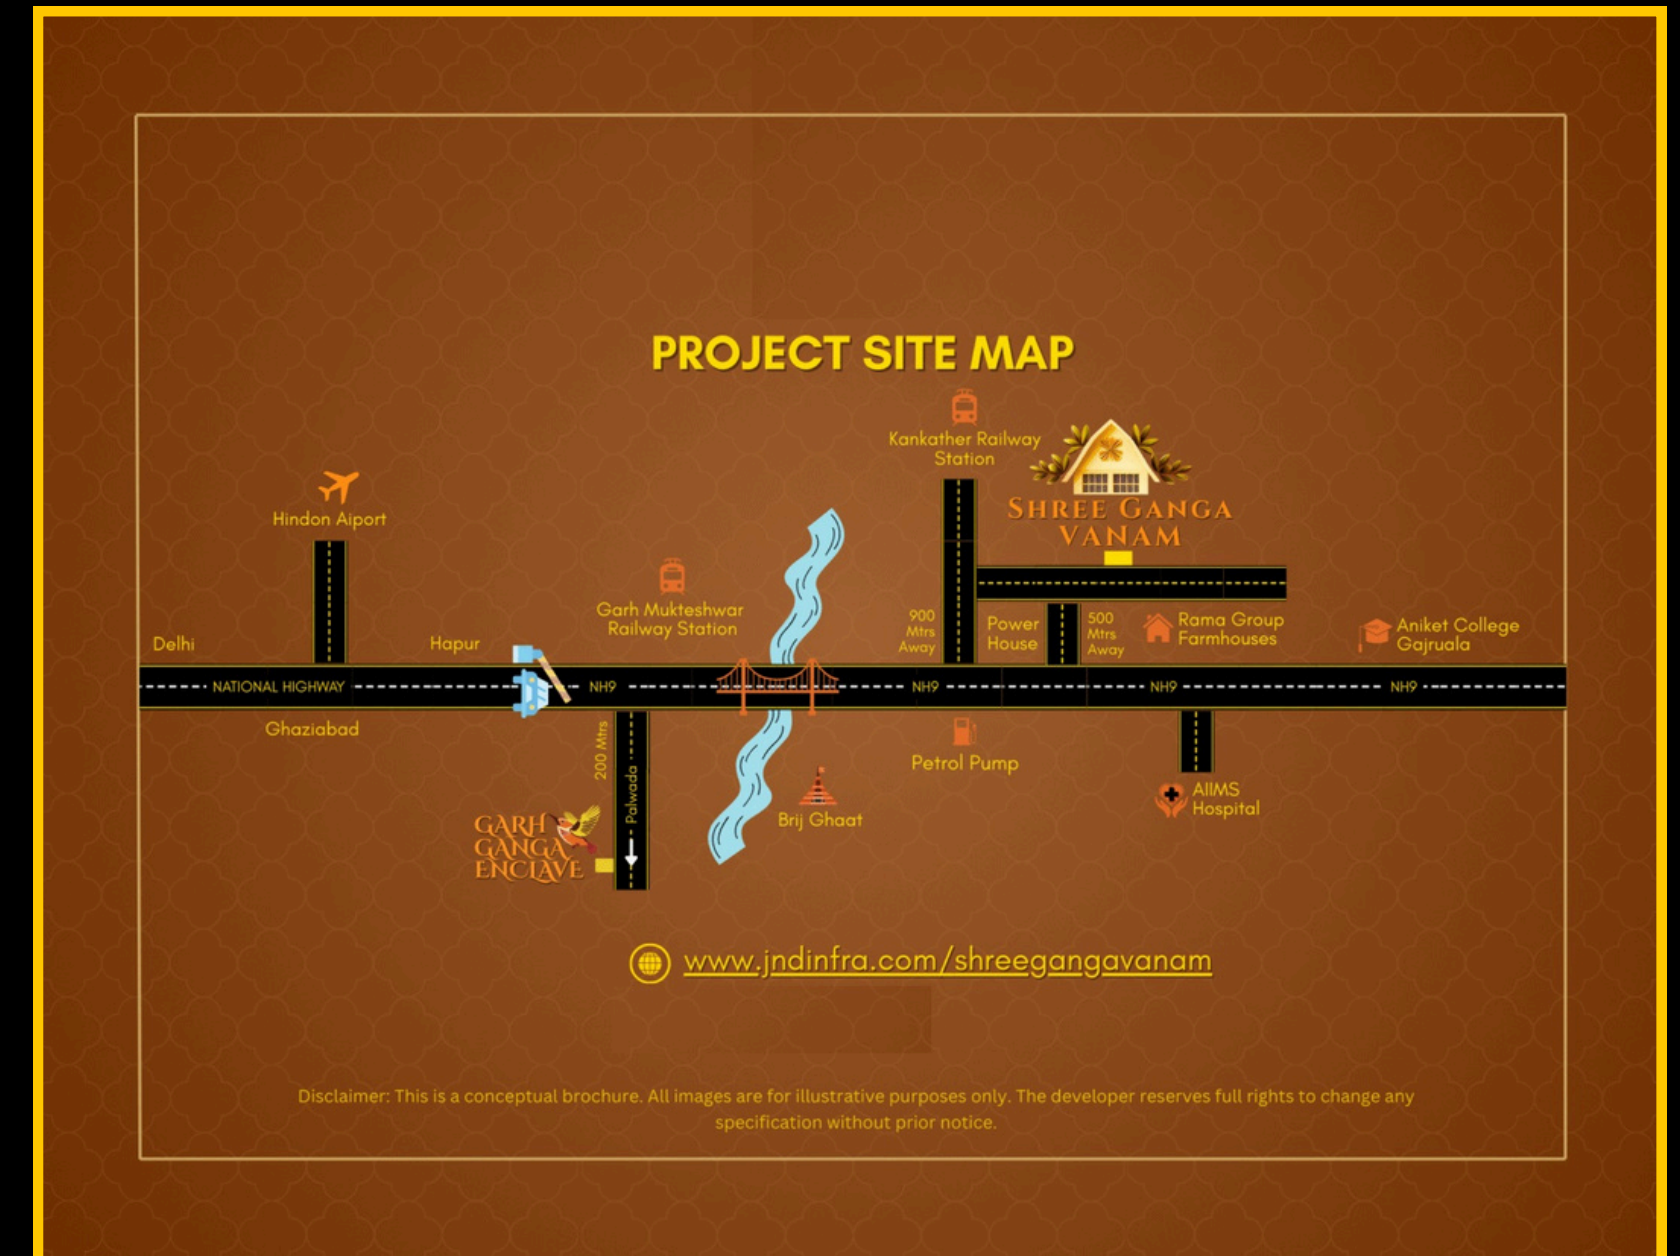 PROJECT SITE MAP
Kankather Railway
Station
SHREE GANGA
VANAM
Hindon Aiport
Garh Mukteshwar
Railway Station
900
Mtrs
Away
Power
House
500
Mtrs
Away
Rama Group
Farmhouses
Aniket College
Gajruala
Delhi
Hapur
NATIONAL HIGHWAY
NH9
NH9
NH9
NH9
Ghaziabad
200 Mtrs
Palwada
Petrol Pump
AIIMS
Hospital
Brij Ghaat
GARH
GANGA
ENCLAVE
www.jndinfra.com/shreegangavanam
Disclaimer: This is a conceptual brochure. All images are for illustrative purposes only. The developer reserves full rights to change any
specification without prior notice.